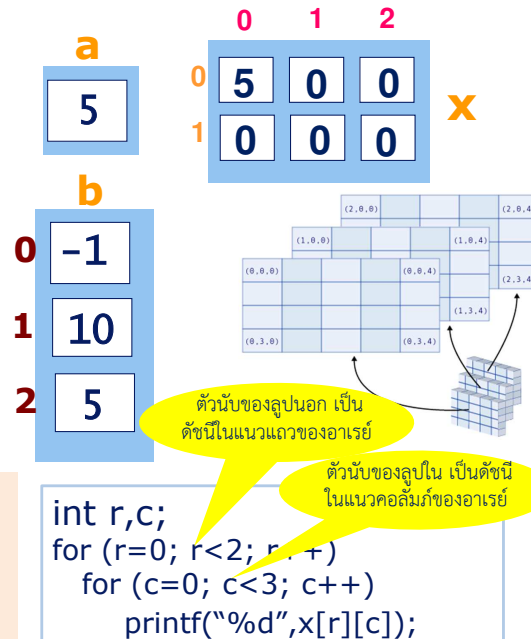 a
5
0 1 2
0 5 0 0
1 0 0 0
x
b
0 -1
1 10
2 5
(2,0,0) (2,0,4
(1,0,0) (1,0,4)
(0,0,0) (0,0,4)
(2,3,4
(1,3,4)
(0,3,0) (0,3,4)
ตัวนับของลูปนอก เป็น
ดัชนีในแนวแถวของอาเรย์
ตัวนับของลูปใน เป็นดัชนี
ในแนวคอลัมภ์ของอาเรย์
int r,c;
for (r=0; r<2; r++)
for (c=0; c<3; c++)
printf(“%d”,x[r][c]);